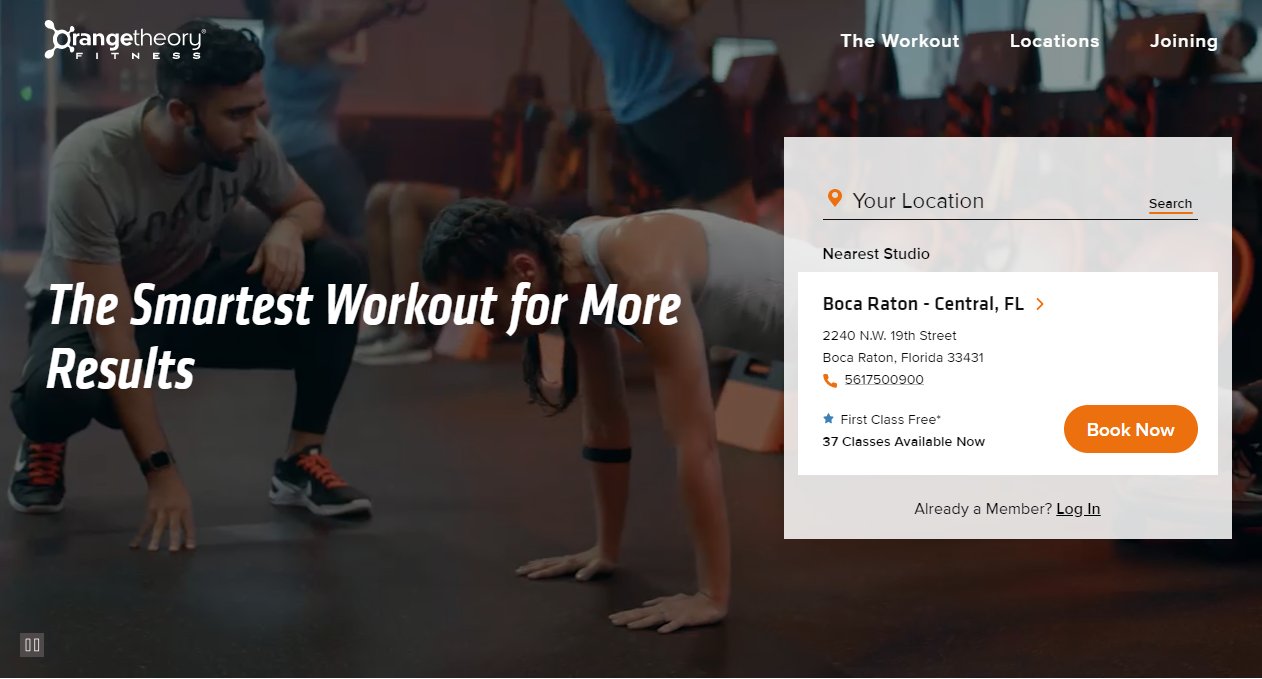 Orangetheory®
FITNESS
The Workout
Locations
Joining
COACH
The Smartest Workout for More
Results
Your Location
Search
Nearest Studio
Boca Raton - Central, FL
2240 N.W. 19th Street
Boca Raton, Florida 33431
5617500900
First Class Free*
37 Classes Available Now
Book Now
Already a Member? Log In